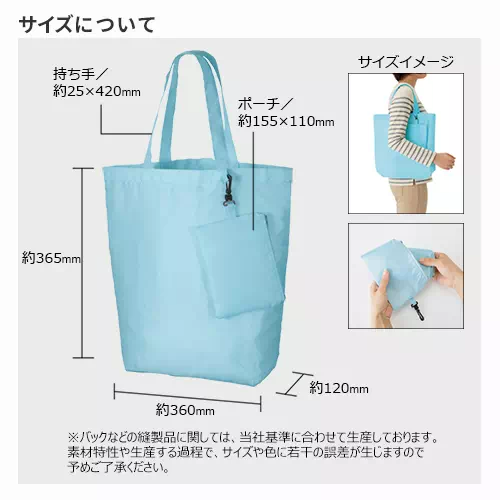 サイズについて
持ち手／
約25×420mm
ポーチ／
約155×110mm
サイズイメージ
約365mm
約120mm
約360mm
※バックなどの縫製品に関しては、当社基準に合わせて生産しております。
素材特性や生産する過程で、サイズや色に若干の誤差が生じますので
予めご了承ください。